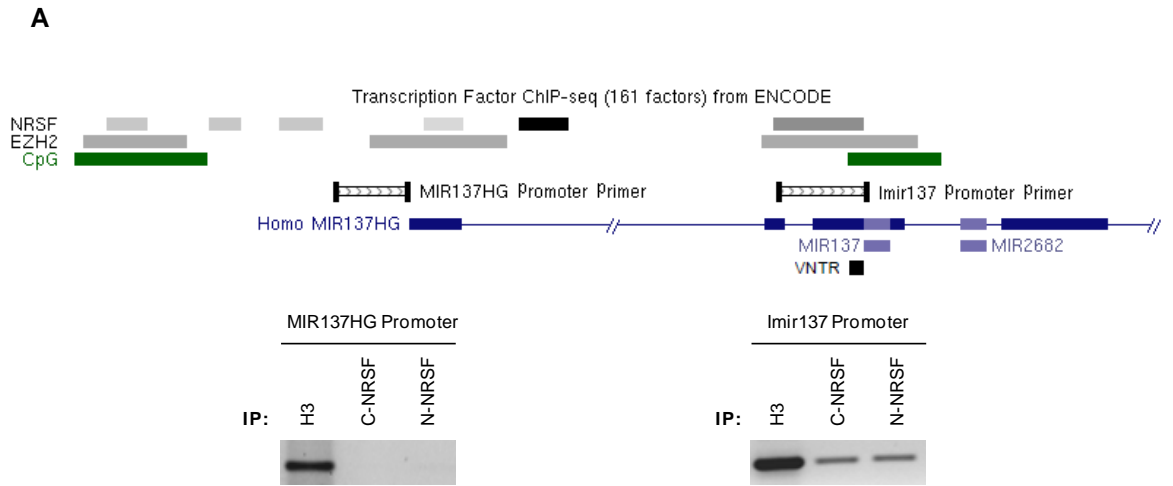 A
Transcription Factor ChIP-seq (161 factors) from ENCODE
NRSF
EZH2
CpG
MIR137HG Promoter Primer
Imir137 Promoter Primer
Homo MIR137HG
MIR137
MIR2682
VNTR
MIR137HG Promoter
Imir137 Promoter
IP:
H3
C-NRSF
N-NRSF
IP:
H3
C-NRSF
N-NRSF